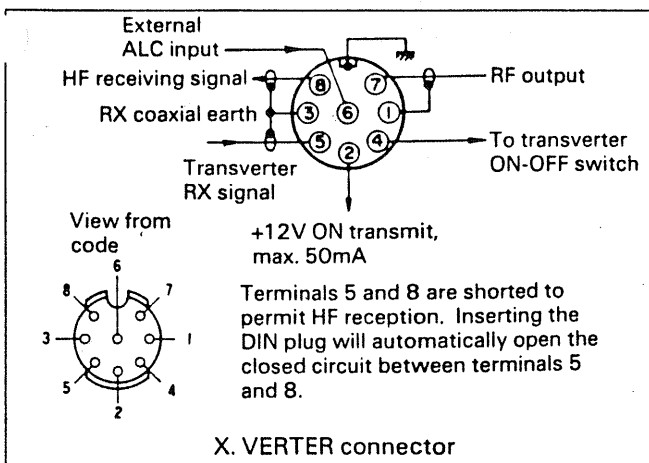 External
ALC input
HF receiving signal
RF output
RX coaxial earth
Transverter
RX signal
To transverter
ON-OFF switch
8
7
3
6
1
5
4
2
+12V ON transmit,
max. 50mA
View from
code
6
8
7
3
1
5
4
2
Terminals 5 and 8 are shorted to
permit HF reception. Inserting the
DIN plug will automatically open the
closed circuit between terminals 5
and 8.
X. VERTER connector